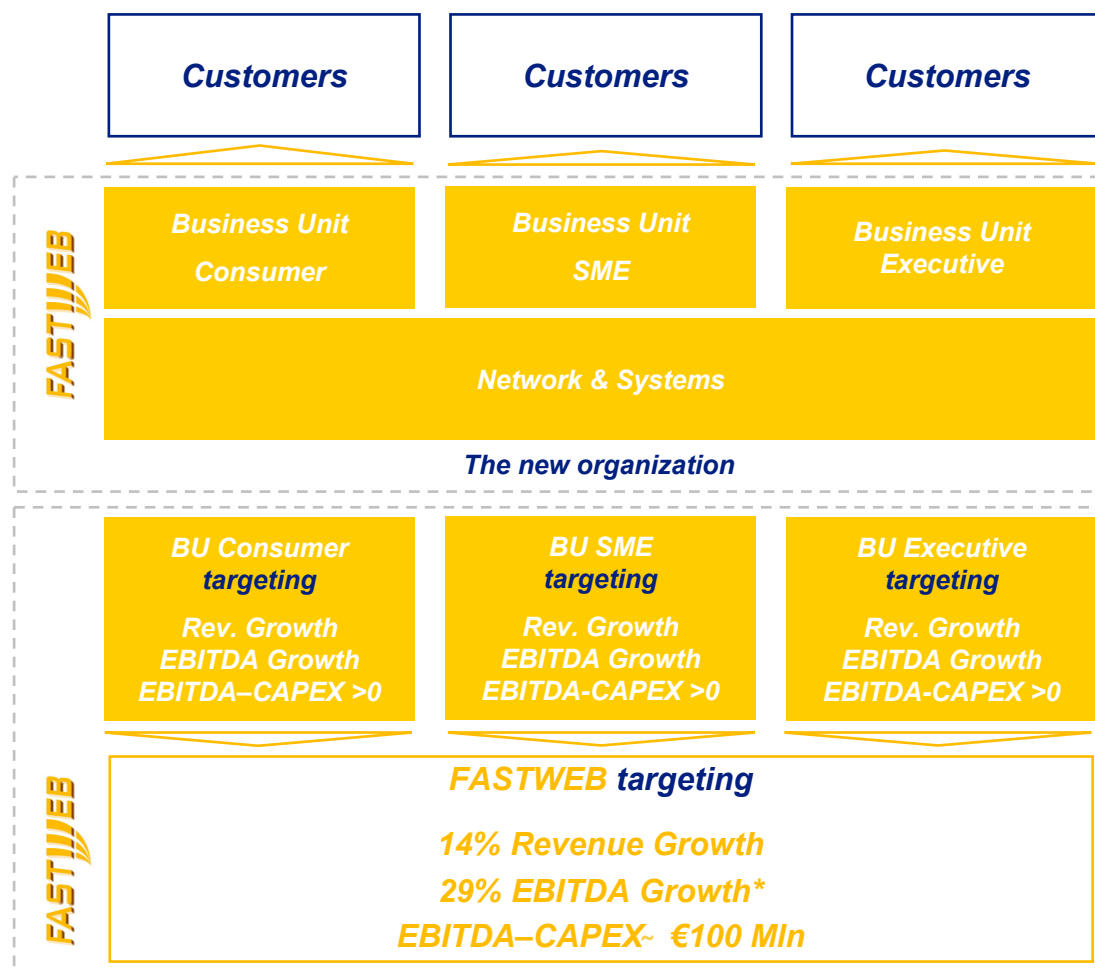 Customers
Customers
Customers
FASTWEB
Business Unit
Consumer
Business Unit
SME
Business Unit
Executive
Network & Systems
The new organization
BU Consumer
targeting
Rev. Growth
EBITDA Growth
EBITDA–CAPEX >0
BU SME
targeting
Rev. Growth
EBITDA Growth
EBITDA-CAPEX >0
BU Executive
targeting
Rev. Growth
EBITDA Growth
EBITDA-CAPEX >0
FASTWEB
FASTWEB targeting
14% Revenue Growth
29% EBITDA Growth*
EBITDA–CAPEX~ €100 Mln